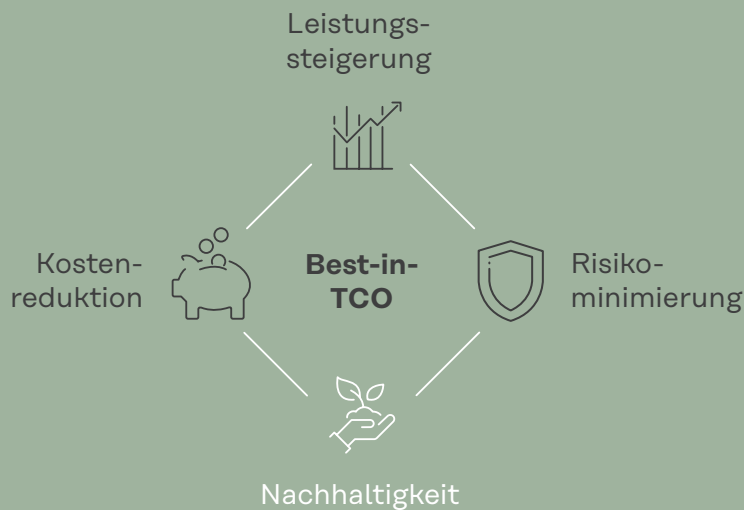 Leistungs-
steigerung
Kosten-
reduktion
Best-in-
TCO
Risiko-
minimierung
Nachhaltigkeit